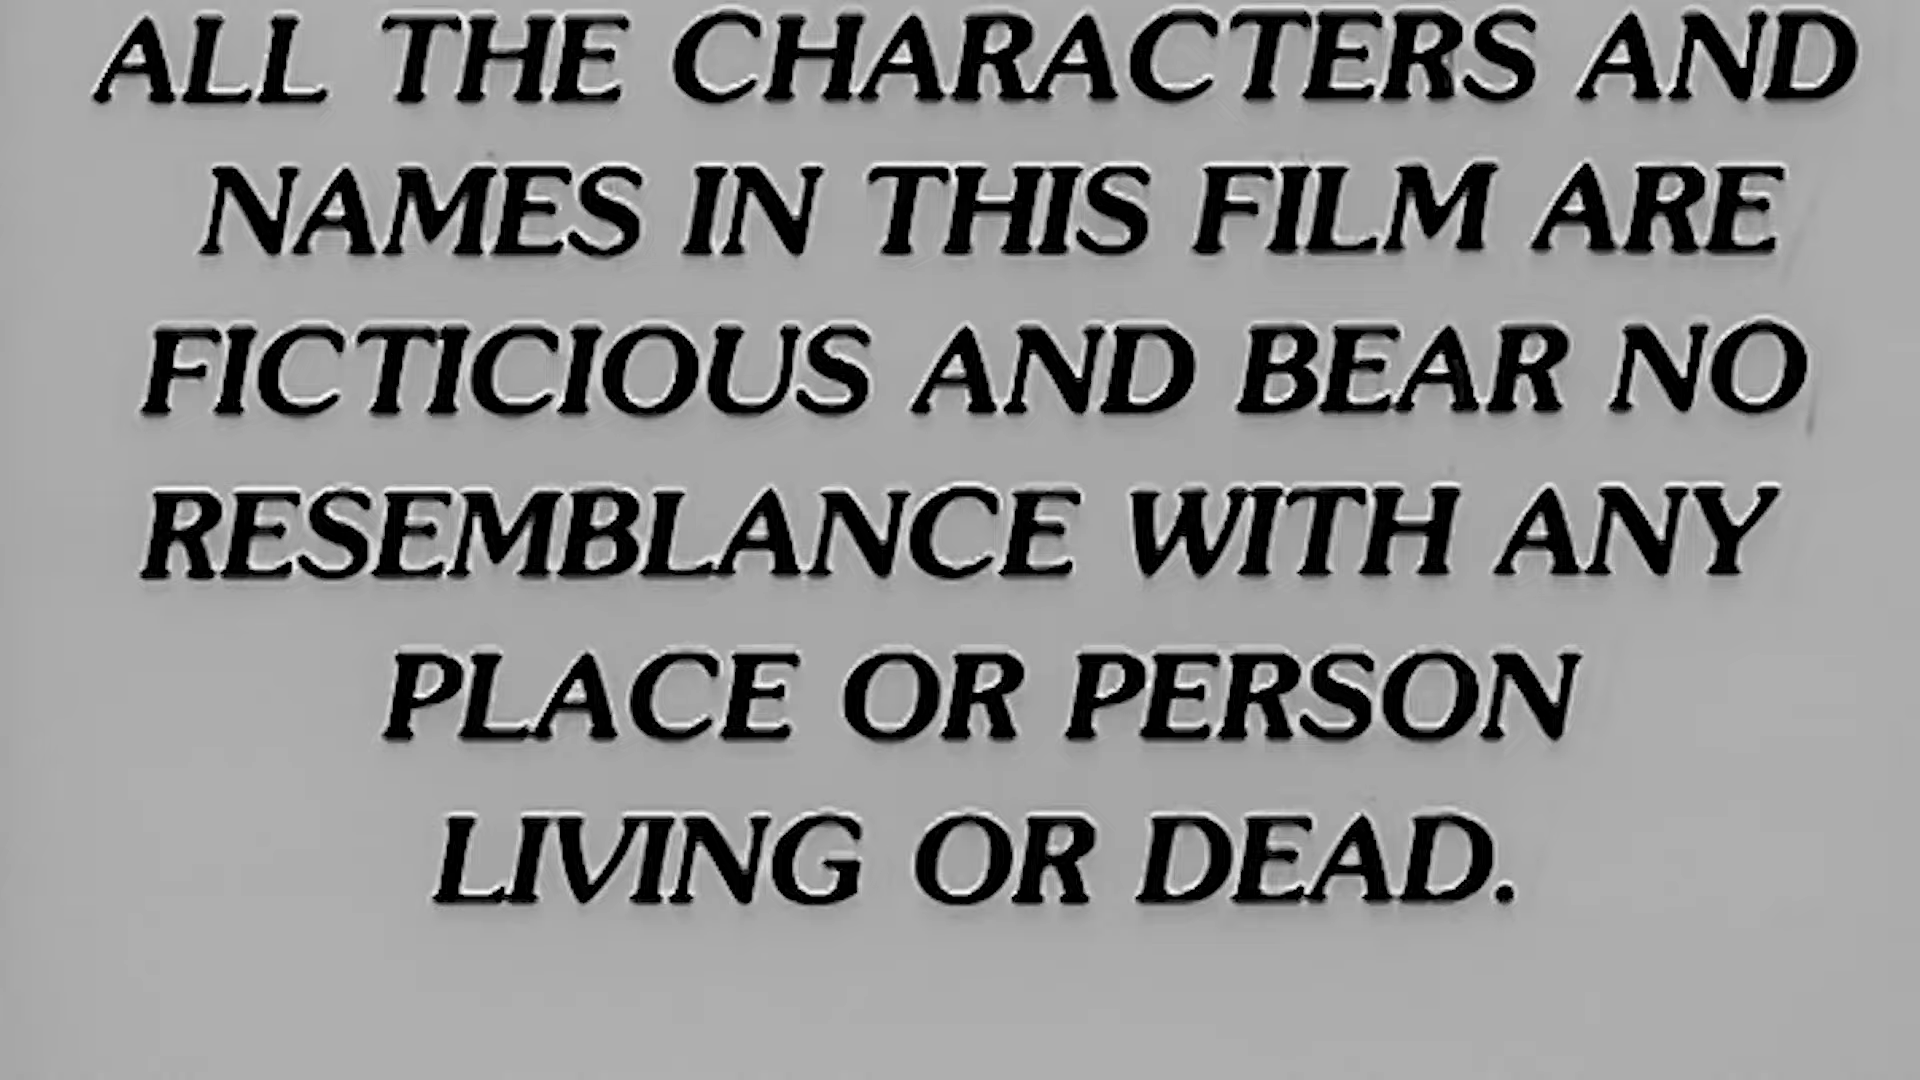 ALL THE CHARACTERS AND
NAMES IN THIS FILM ARE
FICTICIOUS AND BEAR NO
RESEMBLANCE WITH ANY
PLACE OR PERSON
LIVING OR DEAD.